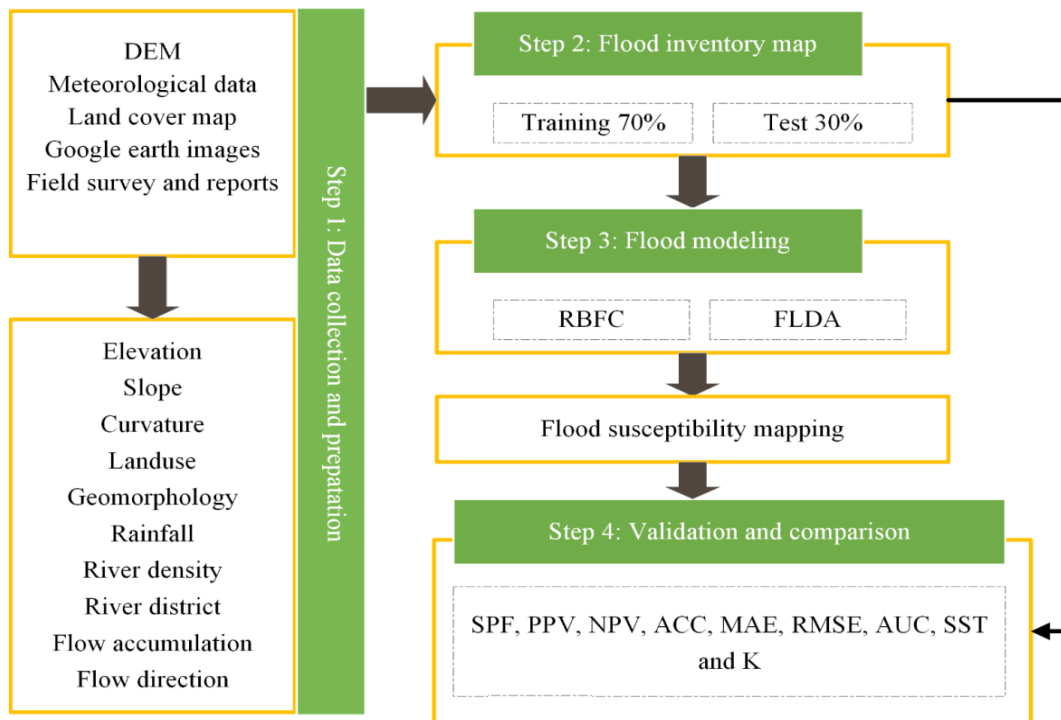 DEM
Meteorological data
Land cover map
Google earth images
Field survey and reports
Elevation
Slope
Curvature
Landuse
Geomorphology
Rainfall
River density
River district
Flow accumulation
Flow direction
Step 1: Data collection and prepatation
Step 2: Flood inventory map
Training 70%
Test 30%
Step 3: Flood modeling
RBFC
FLDA
Flood susceptibility mapping
Step 4: Validation and comparison
SPF, PPV, NPV, ACC, MAE, RMSE, AUC, SST
and K